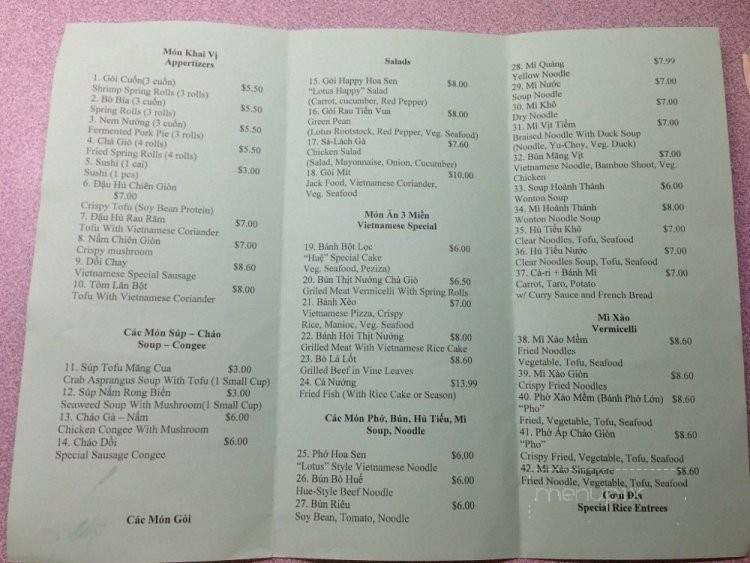 Món Khai Vị
Appertizers
1. Gỏi Cuốn(3 cuốn)
Shrimp Spring Rolls (3 rolls) $5.50
2. Bò Bía (3 cuốn)
Spring Rolls (3 rolls) $5.50
3. Nem Nướng (3 cuốn)
Fermented Pork Pie (3 rolls) $5.50
4. Chả Giò (4 rolls)
Fried Spring Rolls (4 rolls) $5.50
5. Sushi (1 cái)
Sushi (1 pcs) $3.00
6. Đậu Hủ Chiên Giòn
$7.00
Crispy Tofu (Soy Bean Protein)
7. Đậu Hủ Rau Răm $7.00
Tofu With Vietnamese Coriander
8. Nấm Chiên Giòn $7.00
Crispy mushroom
9. Dồi Chay $8.60
Vietnamese Special Sausage
10. Tôm Lăn Bột $8.00
Tofu With Vietnamese Coriander
Các Món Súp – Cháo
Soup – Congee
11. Súp Tofu Măng Cua $3.00
Crab Asprangus Soup With Tofu (1 Small Cup)
12. Súp Nấm Rong Biển $3.00
Seaweed Soup With Mushroom(1 Small Cup)
13. Cháo Gà – Nấm $6.00
Chicken Congee With Mushroom
14. Cháo Dồi $6.00
Special Sausage Congee
Các Món Gỏi
Salads
15. Gỏi Happy Hoa Sen $8.00
"Lotus Happy" Salad
(Carrot, cucumber, Red Pepper)
16. Gỏi Rau Tiến Vua $8.00
Green Pean
(Lotus Rootstock, Red Pepper, Veg. Seafood)
17. Sà-Lách Gà $7.60
Chicken Salad
(Salad, Mayonnaise, Onion, Cucumber)
18. Gỏi Mít $10.00
Jack Food, Vietnamese Coriander,
Veg. Seafood
Món Ăn 3 Miền
Vietnamese Special
19. Bánh Bột Lọc $6.00
"Huế" Special Cake
Veg. Seafood, Peziza)
20. Bún Thịt Nướng Chả Giò $6.50
Grilled Meat Vermicelli With Spring Rolls
21. Bánh Xèo $7.00
Vietnamese Pizza, Crispy
Rice, Manioc, Veg. Seafood
22. Bánh Hỏi Thịt Nướng $8.00
Grilled Meat With Vietnamese Rice Cake
23. Bò Lá Lốt $8.60
Grilled Beef in Vine Leaves
24. Cá Nướng $13.99
Fried Fish (With Rice Cake or Season)
Các Món Phở, Bún, Hũ Tiếu, Mì
Soup, Noodle
25. Phở Hoa Sen $6.00
"Lotus" Style Vietnamese Noodle
26. Bún Bò Huế $6.00
Hue-Style Beef Noodle
27. Bún Riêu $6.00
Soy Bean, Tomato, Noodle
28. Mì Quảng $7.99
Yellow Noodle
29. Mì Nước $7.00
Soup Noodle
30. Mì Khô $7.00
Dry Noodle
31. Mì Vịt Tiềm $7.00
Braised Noodle With Duck Soup
(Noodle, Yu-Choy, Veg. Duck)
32. Bún Măng Vịt $7.00
Vietnamese Noodle, Bamboo Shoot, Veg.
Chicken
33. Soup Hoành Thánh $6.00
Wonton Soup
34. Mì Hoành Thánh $8.00
Wonton Noodle Soup
35. Hủ Tiếu Khô $7.00
Clear Noodles, Tofu, Seafood
36. Hủ Tiếu Nước $7.00
Clear Noodles Soup, Tofu, Seafood
37. Cà-ri + Bánh Mì $7.00
Carrot, Taro, Potato
w/ Curry Sauce and French Bread
Mì Xào
Vermicelli
38. Mì Xào Mềm $8.60
Fried Noodles
Vegetable, Tofu, Seafood
39. Mì Xào Giòn $8.60
Crispy Fried Noodles
40. Phở Xào Mềm (Bánh Phở Lớn) $8.60
"Pho"
Fried, Vegetable, Tofu, Seafood
41. Phở Áp Chảo Giòn $8.60
"Pho"
Crispy Fried, Vegetable, Tofu, Seafood
42. Mì Xào Singapore $8.60
Fried Noodle, Vegetable, Tofu, Seafood
Cơm Dĩa
Special Rice Entrees